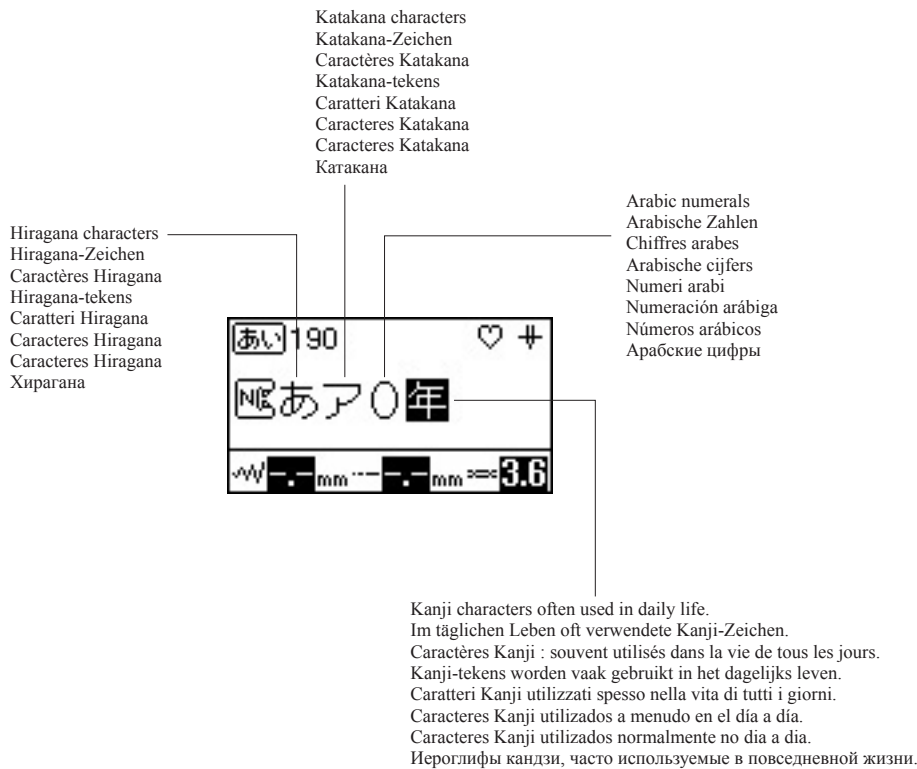 Katakana characters
Katakana-Zeichen
Caractères Katakana
Katakana-tekens
Caratteri Katakana
Caracteres Katakana
Caracteres Katakana
Катакана
Hiragana characters
Hiragana-Zeichen
Caractères Hiragana
Hiragana-tekens
Caratteri Hiragana
Caracteres Hiragana
Caracteres Hiragana
Хирагана
Arabic numerals
Arabische Zahlen
Chiffres arabes
Arabische cijfers
Numeri arabi
Numeración arábiga
Números arábicos
Арабские цифры
あい 190
あア0年
-.- mm -.- mm 3.6
Kanji characters often used in daily life.
Im täglichen Leben oft verwendete Kanji-Zeichen.
Caractères Kanji : souvent utilisés dans la vie de tous les jours.
Kanji-tekens worden vaak gebruikt in het dagelijks leven.
Caratteri Kanji utilizzati spesso nella vita di tutti i giorni.
Caracteres Kanji utilizados a menudo en el día a día.
Caracteres Kanji utilizados normalmente no dia a dia.
Иероглифы кандзи, часто используемые в повседневной жизни.